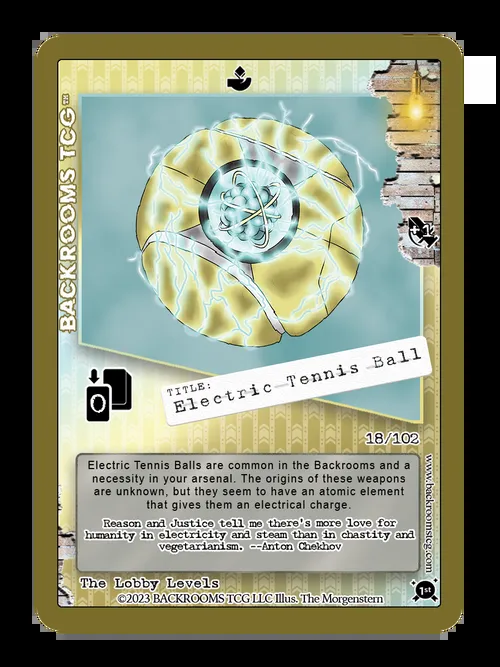 BACKROOMS TCG™
+1
TITLE:
Electric Tennis Ball
0
18/102
Electric Tennis Balls are common in the Backrooms and a
necessity in your arsenal. The origins of these weapons
are unknown, but they seem to have an atomic element
that gives them an electrical charge.
Reason and Justice tell me there's more love for
humanity in electricity and steam than in chastity and
vegetarianism. --Anton Chekhov
www.backroomstcg.com
The Lobby Levels
©2023 BACKROOMS TCG LLC Illus. The Morgenstern
1st